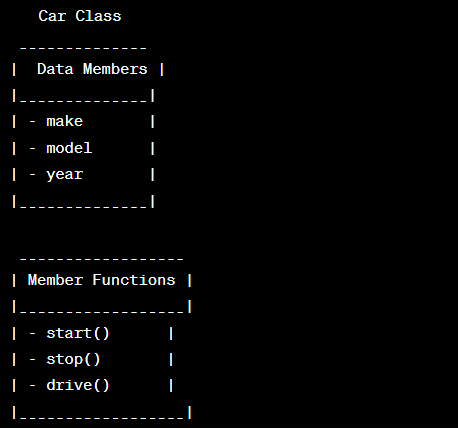 Car Class
--------------
|  Data Members |
|______________|
| - make       |
| - model      |
| - year       |
|______________|
------------------
| Member Functions |
|__________________|
| - start()      |
| - stop()       |
| - drive()      |
|__________________|